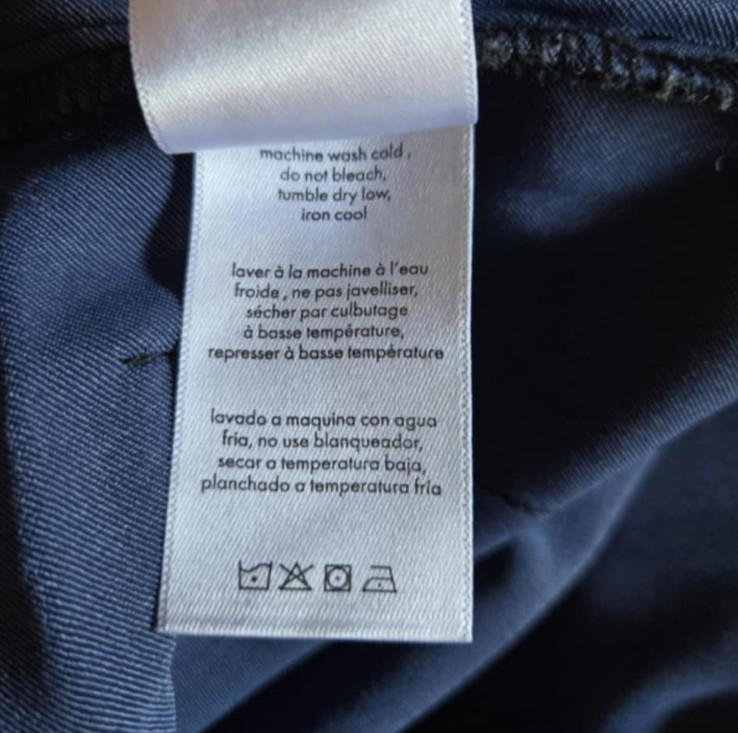 machine wash cold,
do not bleach,
tumble dry low,
iron cool
laver à la machine à l'eau
froide, ne pas javelliser,
sécher par culbutage
à basse température,
represser à basse température
lavado a maquina con agua
fria, no use blanqueador,
secar a temperatura baja,
planchado a temperatura fria